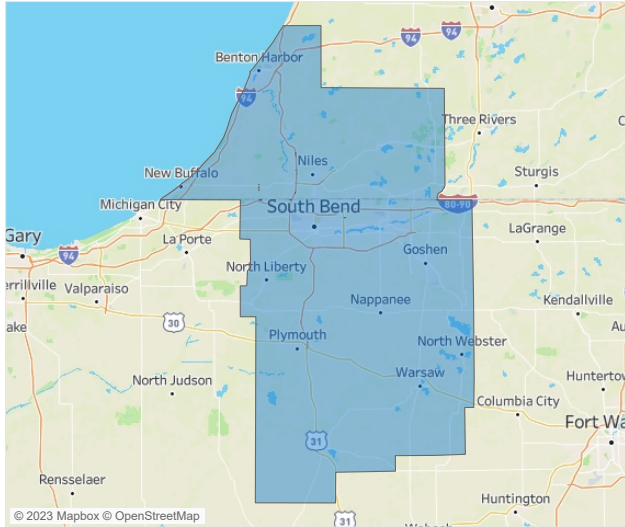 94
94
Benton Harbor
94
Three Rivers
C
Niles
New Buffalo
Sturgis
Michigan City
South Bend
80-90
Gary
94
La Porte
Goshen
LaGrange
North Liberty
errillville
Valparaiso
Nappanee
Kendallville
30
ake
Au
Plymouth
North Webster
North Judson
Warsaw
Huntertow
Columbia City
Fort Wa
31
Rensselaer
Huntington
© 2023 Mapbox © OpenStreetMap
31